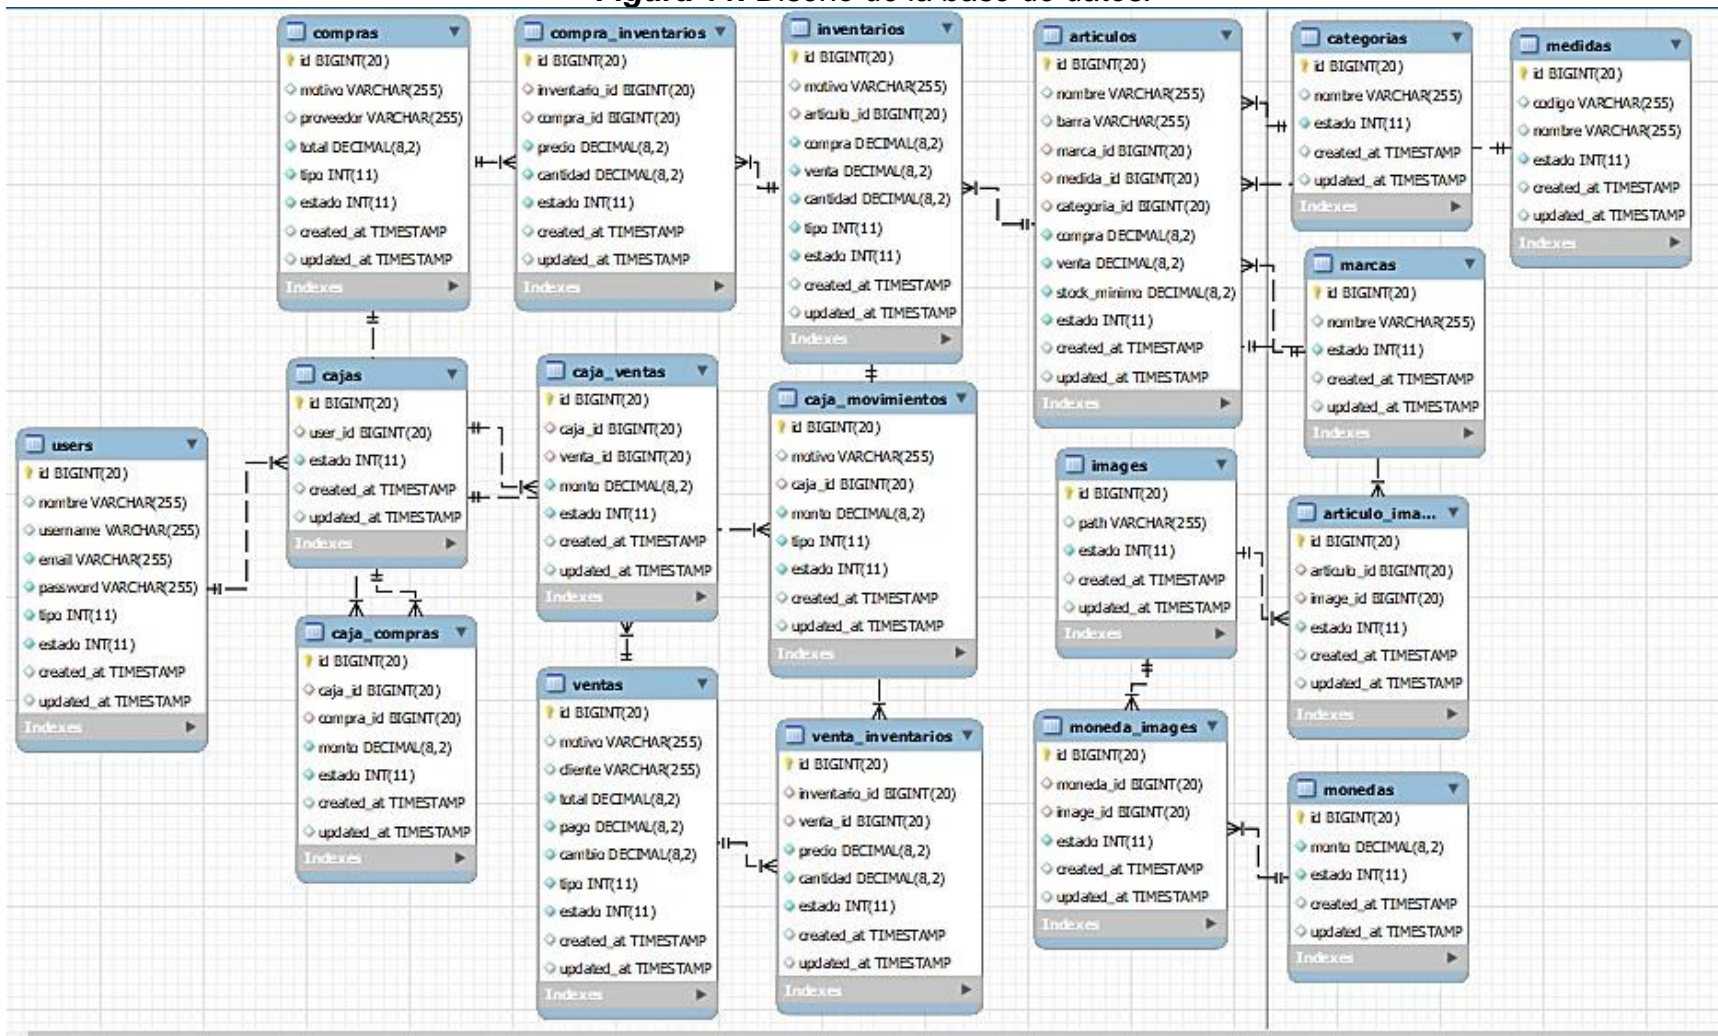 Diseño de la base de datos.
compras
id BIGINT(20)
motivo VARCHAR(255)
proveedor VARCHAR(255)
total DECIMAL(8,2)
tipo INT(11)
estado INT(11)
created_at TIMESTAMP
updated_at TIMESTAMP
Indexes
compra_inventarios
id BIGINT(20)
inventario_id BIGINT(20)
compra_id BIGINT(20)
precio DECIMAL(8,2)
cantidad DECIMAL(8,2)
estado INT(11)
created_at TIMESTAMP
updated_at TIMESTAMP
Indexes
inventarios
id BIGINT(20)
motivo VARCHAR(255)
articulo_id BIGINT(20)
compra DECIMAL(8,2)
venta DECIMAL(8,2)
cantidad DECIMAL(8,2)
tipo INT(11)
estado INT(11)
created_at TIMESTAMP
updated_at TIMESTAMP
Indexes
articulos
id BIGINT(20)
nombre VARCHAR(255)
barra VARCHAR(255)
marca_id BIGINT(20)
medida_id BIGINT(20)
categoria_id BIGINT(20)
compra DECIMAL(8,2)
venta DECIMAL(8,2)
stock_minimo DECIMAL(8,2)
estado INT(11)
created_at TIMESTAMP
updated_at TIMESTAMP
Indexes
categorias
id BIGINT(20)
nombre VARCHAR(255)
estado INT(11)
created_at TIMESTAMP
updated_at TIMESTAMP
Indexes
medidas
id BIGINT(20)
codigo VARCHAR(255)
nombre VARCHAR(255)
estado INT(11)
created_at TIMESTAMP
updated_at TIMESTAMP
Indexes
marcas
id BIGINT(20)
nombre VARCHAR(255)
estado INT(11)
created_at TIMESTAMP
updated_at TIMESTAMP
Indexes
users
id BIGINT(20)
nombre VARCHAR(255)
username VARCHAR(255)
email VARCHAR(255)
password VARCHAR(255)
tipo INT(11)
estado INT(11)
created_at TIMESTAMP
updated_at TIMESTAMP
Indexes
cajas
id BIGINT(20)
user_id BIGINT(20)
estado INT(11)
created_at TIMESTAMP
updated_at TIMESTAMP
Indexes
caja_ventas
id BIGINT(20)
caja_id BIGINT(20)
venta_id BIGINT(20)
monto DECIMAL(8,2)
estado INT(11)
created_at TIMESTAMP
updated_at TIMESTAMP
Indexes
caja_movimientos
id BIGINT(20)
motivo VARCHAR(255)
caja_id BIGINT(20)
monto DECIMAL(8,2)
tipo INT(11)
estado INT(11)
created_at TIMESTAMP
updated_at TIMESTAMP
Indexes
images
id BIGINT(20)
path VARCHAR(255)
estado INT(11)
created_at TIMESTAMP
updated_at TIMESTAMP
Indexes
articulo_ima...
id BIGINT(20)
articulo_id BIGINT(20)
image_id BIGINT(20)
estado INT(11)
created_at TIMESTAMP
updated_at TIMESTAMP
Indexes
caja_compras
id BIGINT(20)
caja_id BIGINT(20)
compra_id BIGINT(20)
monto DECIMAL(8,2)
estado INT(11)
created_at TIMESTAMP
updated_at TIMESTAMP
Indexes
ventas
id BIGINT(20)
motivo VARCHAR(255)
cliente VARCHAR(255)
total DECIMAL(8,2)
pago DECIMAL(8,2)
cambio DECIMAL(8,2)
tipo INT(11)
estado INT(11)
created_at TIMESTAMP
updated_at TIMESTAMP
Indexes
venta_inventarios
id BIGINT(20)
inventario_id BIGINT(20)
venta_id BIGINT(20)
precio DECIMAL(8,2)
cantidad DECIMAL(8,2)
estado INT(11)
created_at TIMESTAMP
updated_at TIMESTAMP
Indexes
moneda_images
id BIGINT(20)
moneda_id BIGINT(20)
image_id BIGINT(20)
estado INT(11)
created_at TIMESTAMP
updated_at TIMESTAMP
Indexes
monedas
id BIGINT(20)
monto DECIMAL(8,2)
estado INT(11)
created_at TIMESTAMP
updated_at TIMESTAMP
Indexes